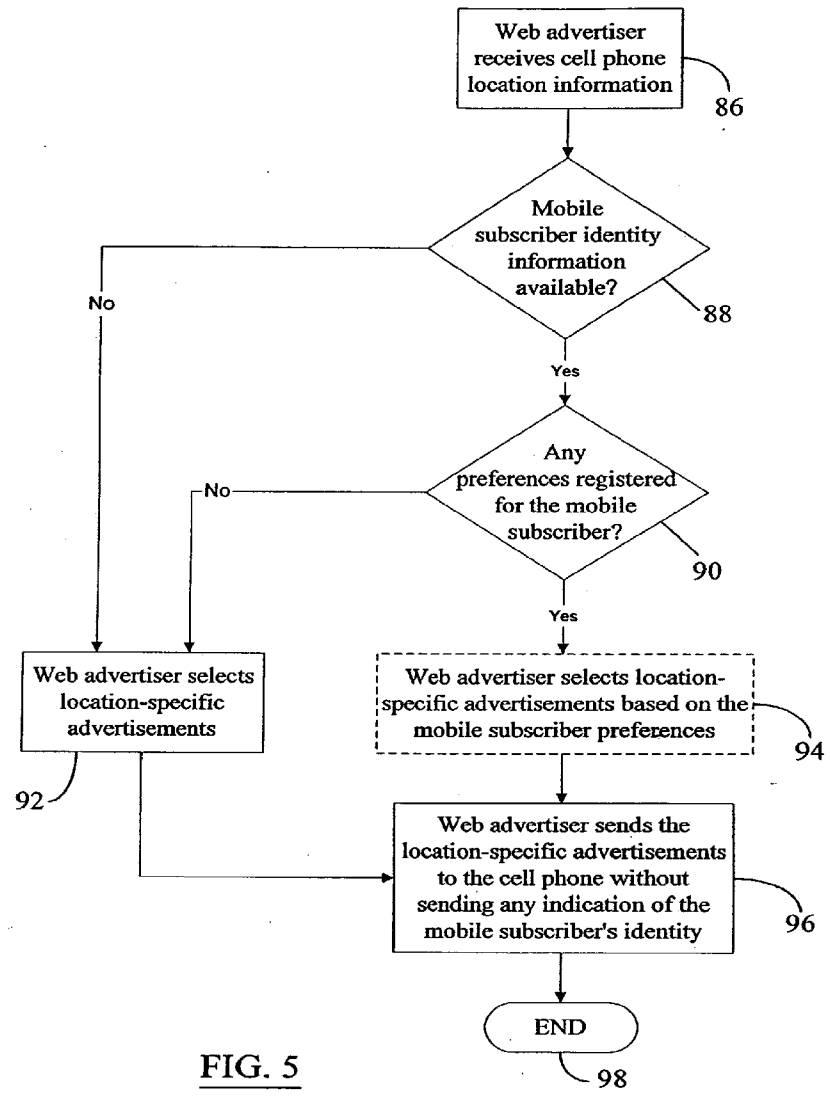 Web advertiser
receives cell phone
location information
86
Mobile
subscriber identity
information
available?
88
No
Yes
Any
preferences registered
for the mobile
subscriber?
90
No
Yes
Web advertiser selects
location-specific
advertisements
92
Web advertiser selects location-
specific advertisements based on the
mobile subscriber preferences
94
Web advertiser sends the
location-specific advertisements
to the cell phone without
sending any indication of the
mobile subscriber's identity
96
END
98
FIG. 5